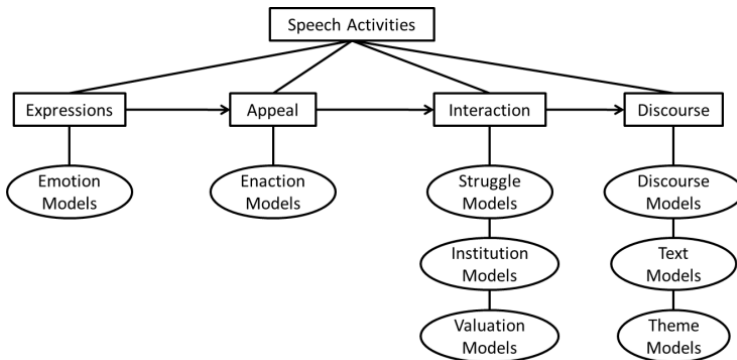 Speech Activities
Expressions
Appeal
Interaction
Discourse
Emotion
Models
Enaction
Models
Struggle
Models
Discourse
Models
Institution
Models
Text
Models
Valuation
Models
Theme
Models